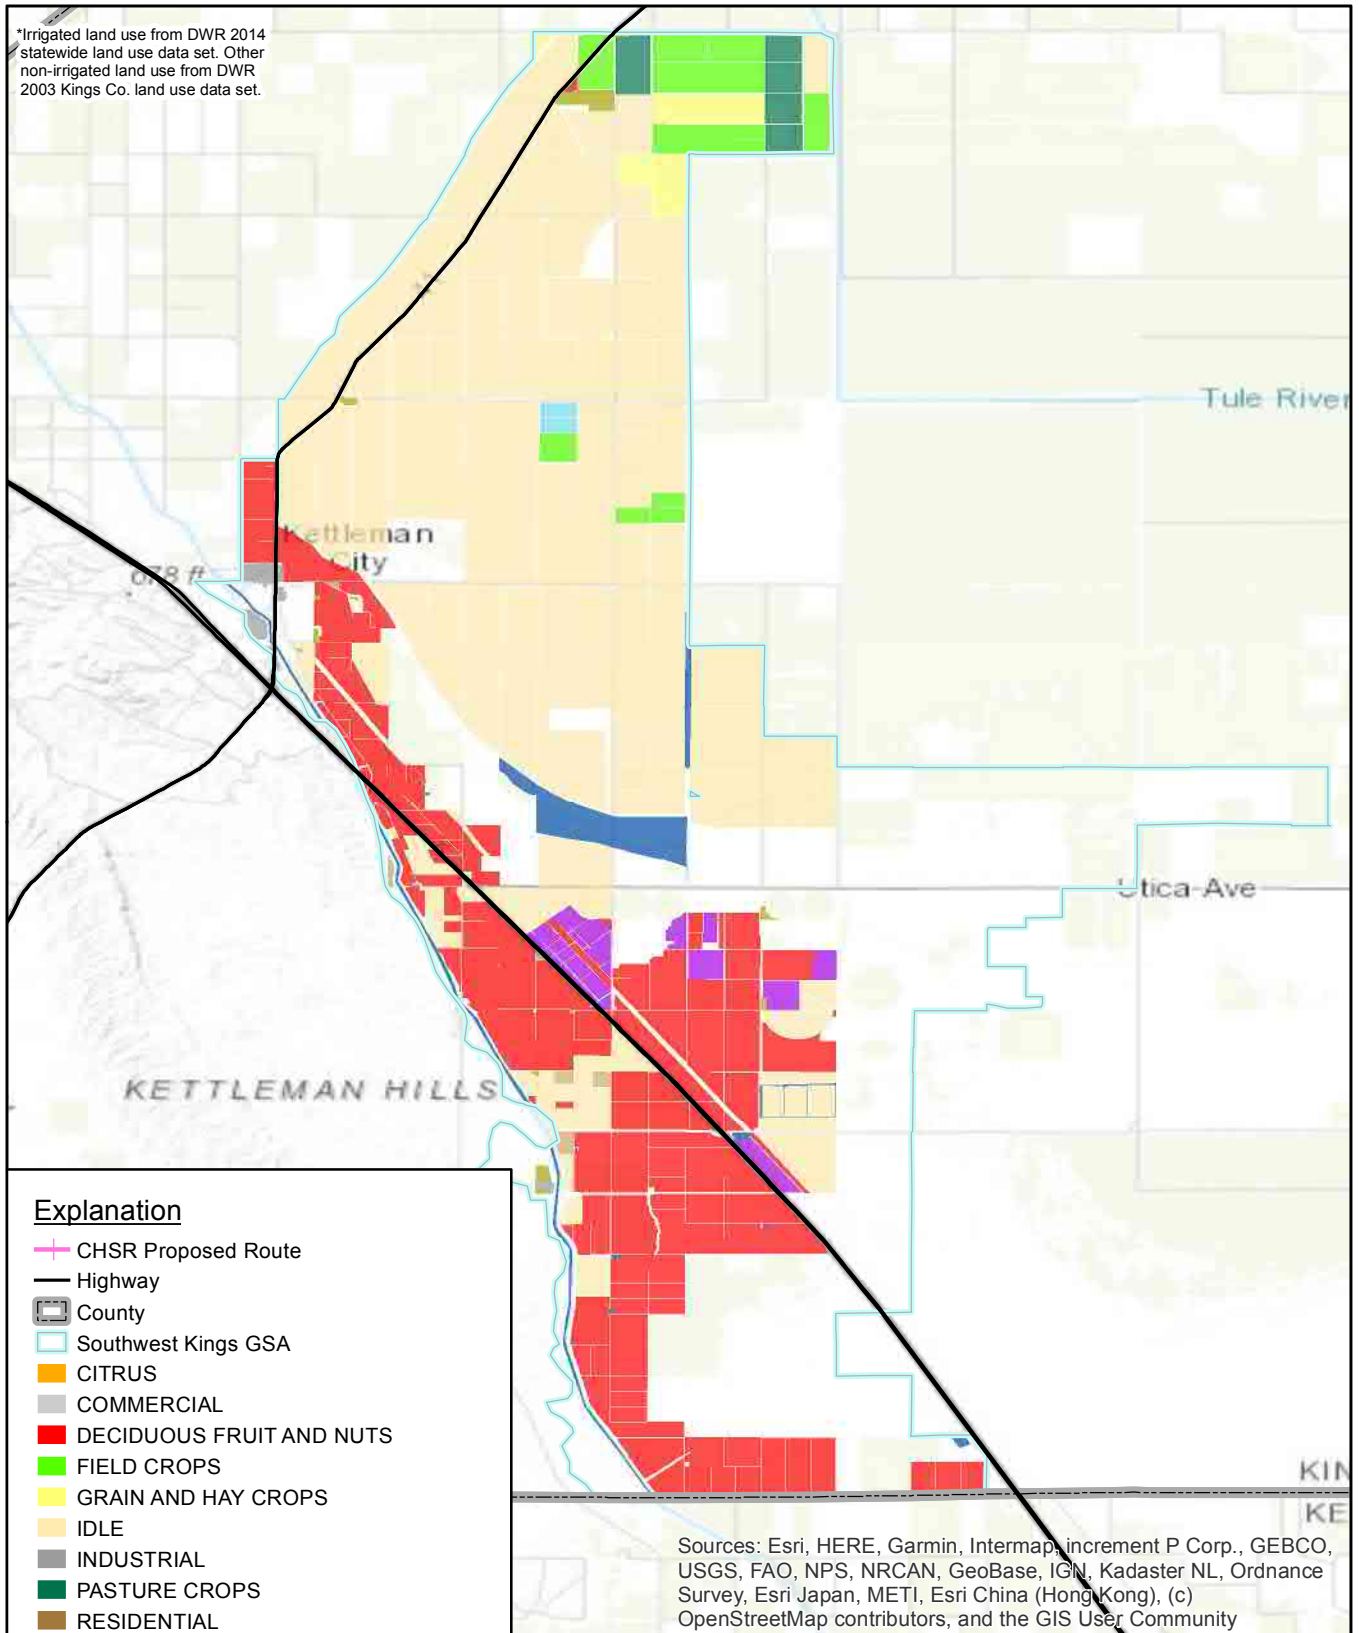 *Irrigated land use from DWR 2014
statewide land use data set. Other
non-irrigated land use from DWR
2003 Kings Co. land use data set.
Tule River
Kettleman
City
678 ft
Utica-Ave
KETTLEMAN HILLS
Explanation
CHSR Proposed Route
Highway
County
Southwest Kings GSA
CITRUS
COMMERCIAL
DECIDUOUS FRUIT AND NUTS
FIELD CROPS
GRAIN AND HAY CROPS
IDLE
INDUSTRIAL
PASTURE CROPS
RESIDENTIAL
KIN
KE
Sources: Esri, HERE, Garmin, Intermap, increment P Corp., GEBCO,
USGS, FAO, NPS, NRCAN, GeoBase, IGN, Kadaster NL, Ordnance
Survey, Esri Japan, METI, Esri China (Hong Kong), (c)
OpenStreetMap contributors, and the GIS User Community